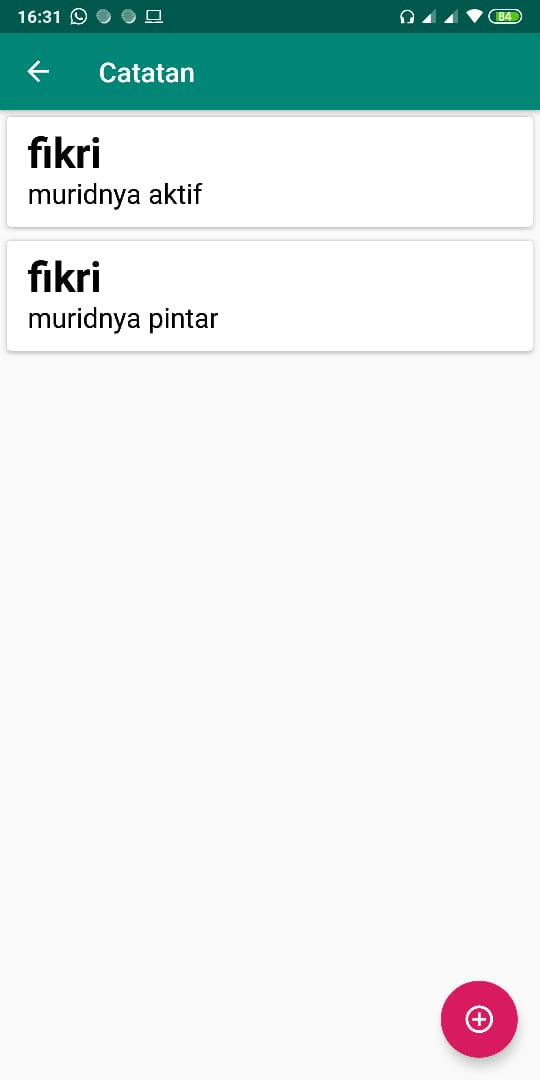 16:31
84
Catatan
fikri
muridnya aktif
fikri
muridnya pintar